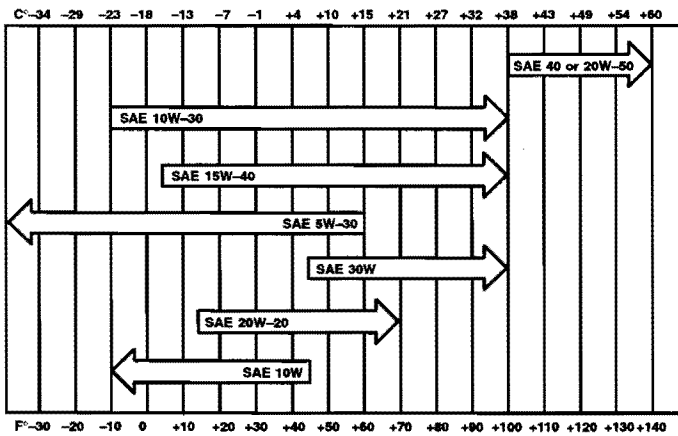 C°–34 –29 –23 –18 –13 –7 –1 +4 +10 +15 +21 +27 +32 +38 +43 +49 +54 +60
SAE 40 or 20W–50
SAE 10W–30
SAE 15W–40
SAE 5W–30
SAE 30W
SAE 20W–20
SAE 10W
F°–30 –20 –10 0 +10 +20 +30 +40 +50 +60 +70 +80 +90 +100 +110 +120 +130 +140